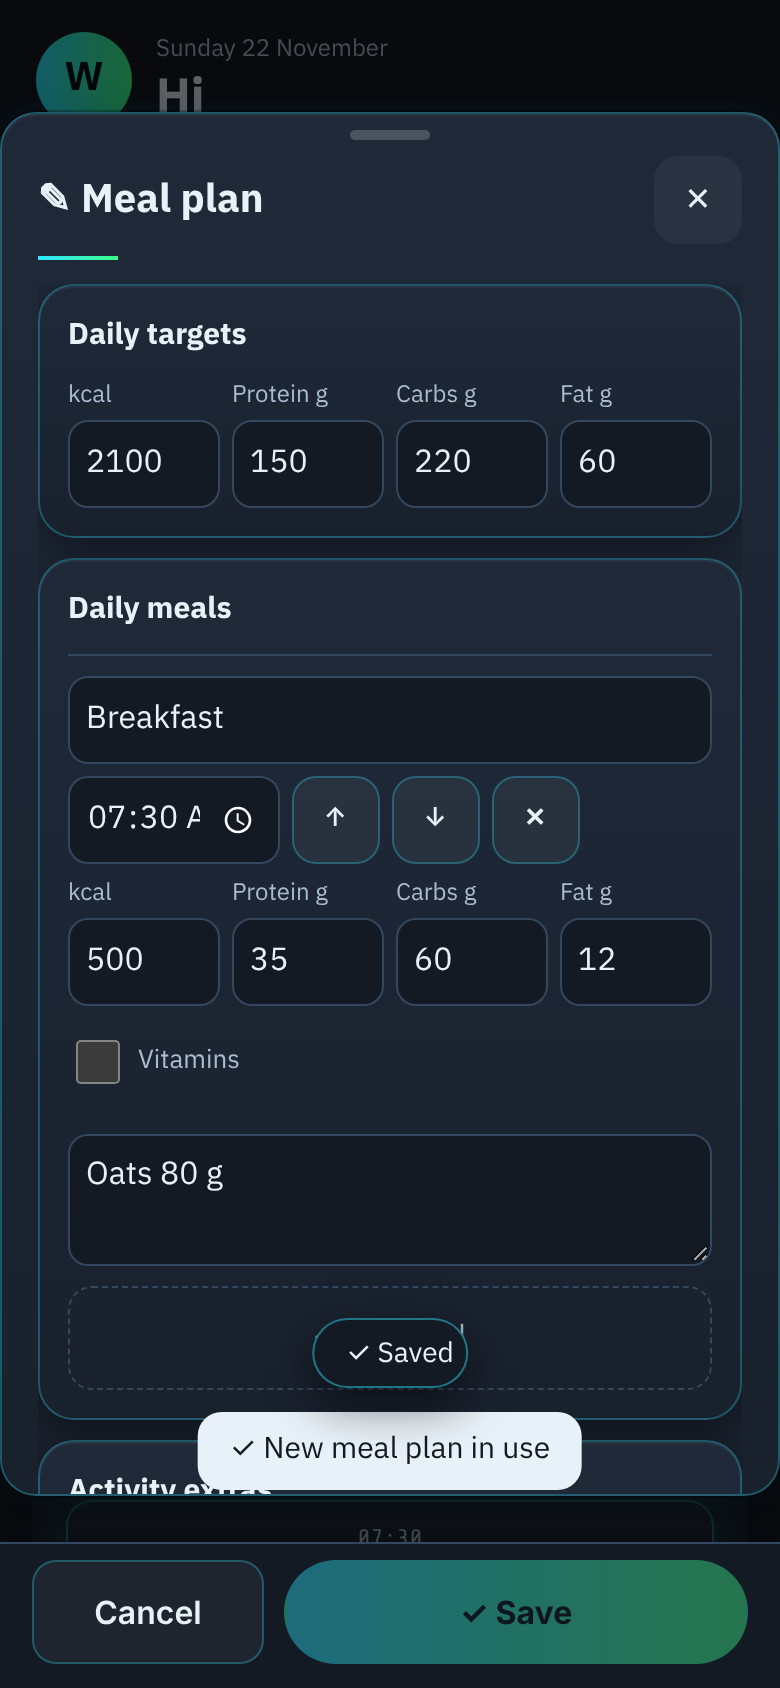 W
Sunday 22 November
Hi
✎ Meal plan
✕
Daily targets
kcal Protein g Carbs g Fat g
2100 150 220 60
Daily meals
Breakfast
07:30 A
↑ ↓ ✕
kcal Protein g Carbs g Fat g
500 35 60 12
Vitamins
Oats 80 g
✓ Saved
✓ New meal plan in use
Activity extras
07:30
Cancel
✓ Save